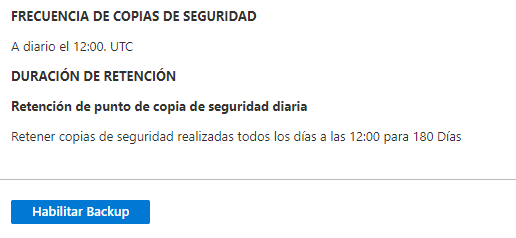 FRECUENCIA DE COPIAS DE SEGURIDAD
A diario el 12:00. UTC
DURACIÓN DE RETENCIÓN
Retención de punto de copia de seguridad diaria
Retener copias de seguridad realizadas todos los días a las 12:00 para 180 Días
Habilitar Backup